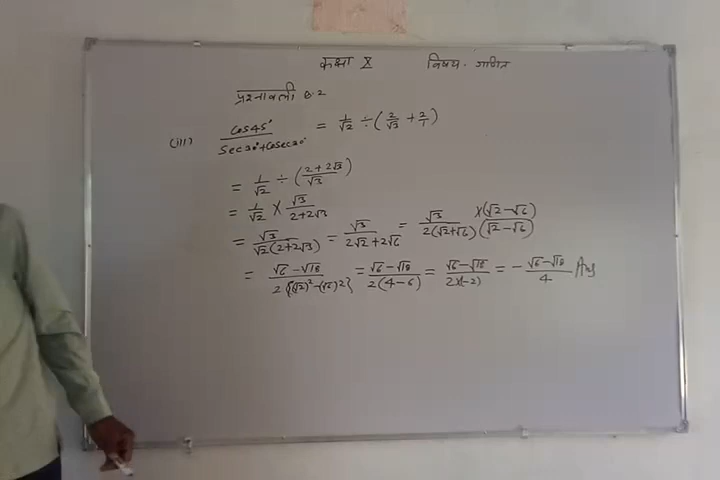 कक्षा X विषय - गणित
प्रश्नावली 8.2
(iii) cos45°/Sec30°+Cosec30° = 1/√2 ÷ (2/√3 + 2/1)
= 1/√2 ÷ (2+2√3/√3)
= 1/√2 × √3/2+2√3
= √3/√2(2+2√3) = √3/2√2+2√6 = √3/2(√2+√6) ×(√2-√6)/(√2-√6)
= √6-√18/2{(√2)²-(√6)2} = √6-√18/2(4-6) = √6-√18/2×(-2) = -√6-√18/4 Ans